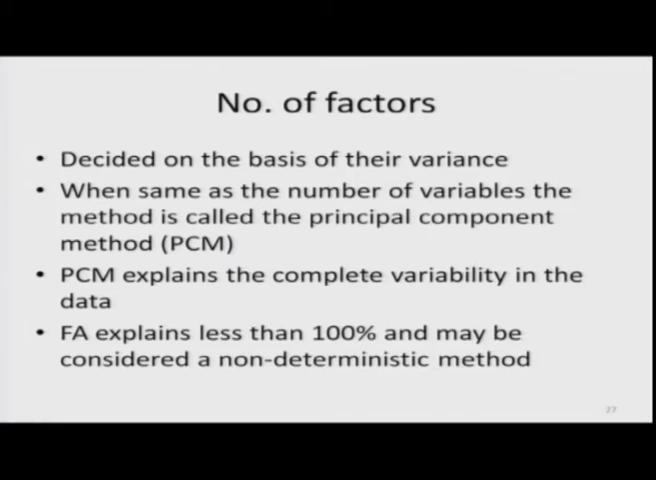 No. of factors
• Decided on the basis of their variance
• When same as the number of variables the
method is called the principal component
method (PCM)
• PCM explains the complete variability in the
data
• FA explains less than 100% and may be
considered a non-deterministic method
27